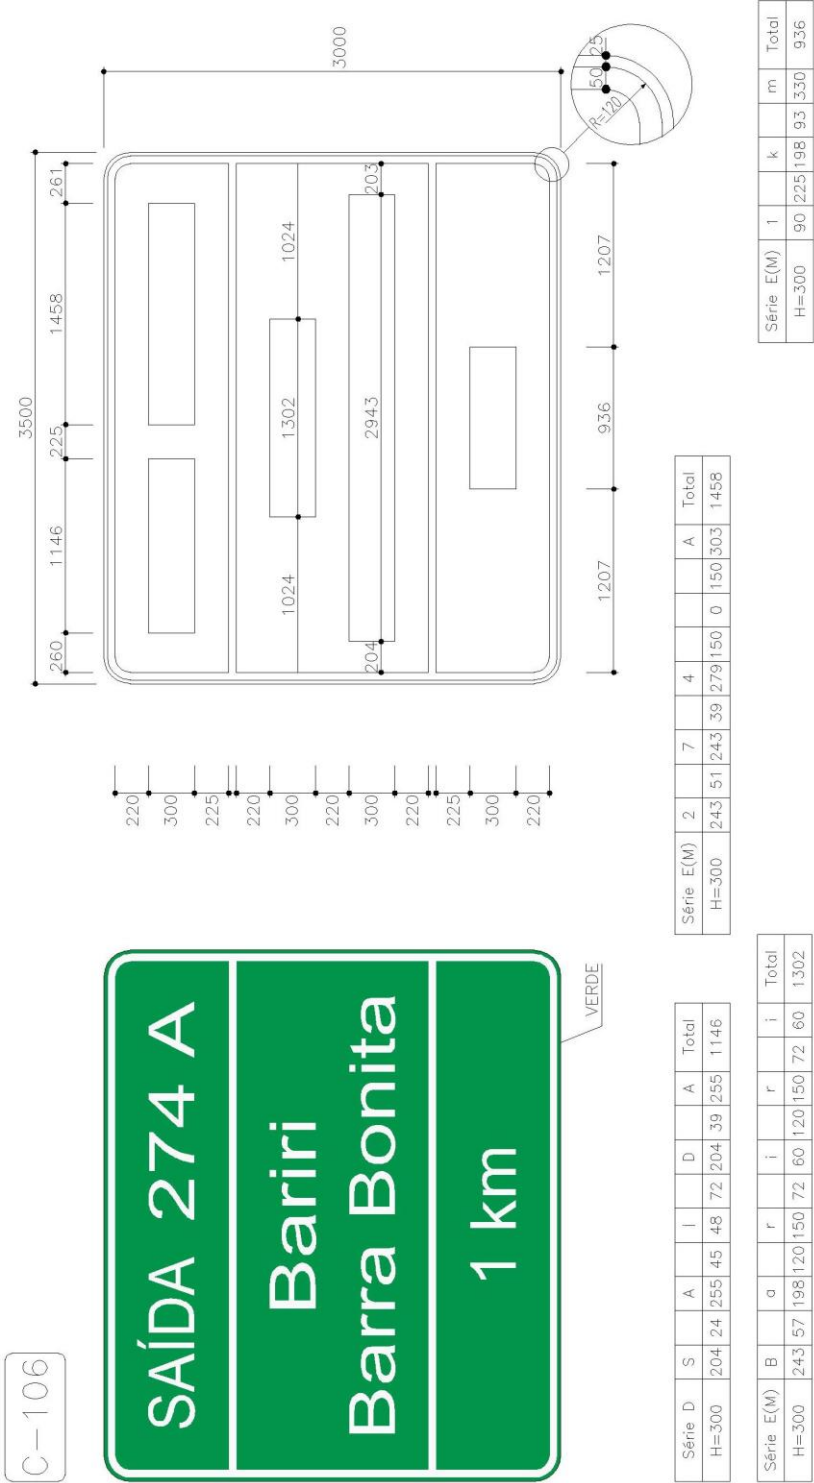 C-106
SAÍDA 274 A
Bariri
Barra Bonita
1 km
VERDE
220
300
225
220
300
220
300
220
225
300
220
3500
260 1146 225 1458 261
3000
1024 1302 1024
204 2943 203
1207 936 1207
50 25
R=120
Série D S A I D A Total
H=300 204 24 255 45 48 72 204 39 255 1146
Série E(M) 2 7 4 A Total
H=300 243 51 243 39 279 150 0 150 303 1458
Série E(M) B a r i r i Total
H=300 243 57 198 120 150 72 60 120 150 72 60 1302
Série E(M) 1 k m Total
H=300 90 225 198 93 330 936